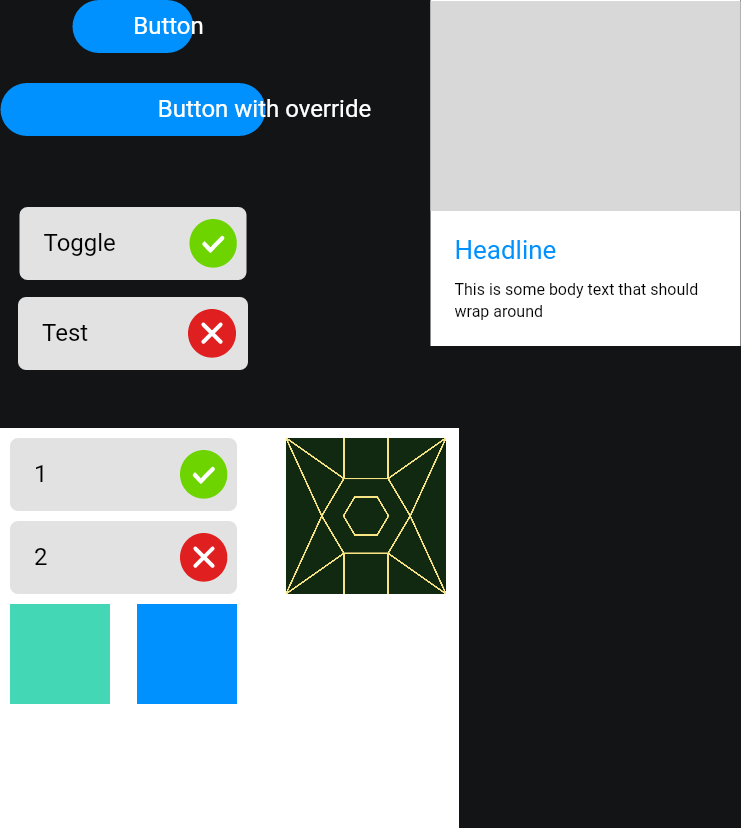 Button
Button with override
Toggle
Test
Headline
This is some body text that should
wrap around
1
2